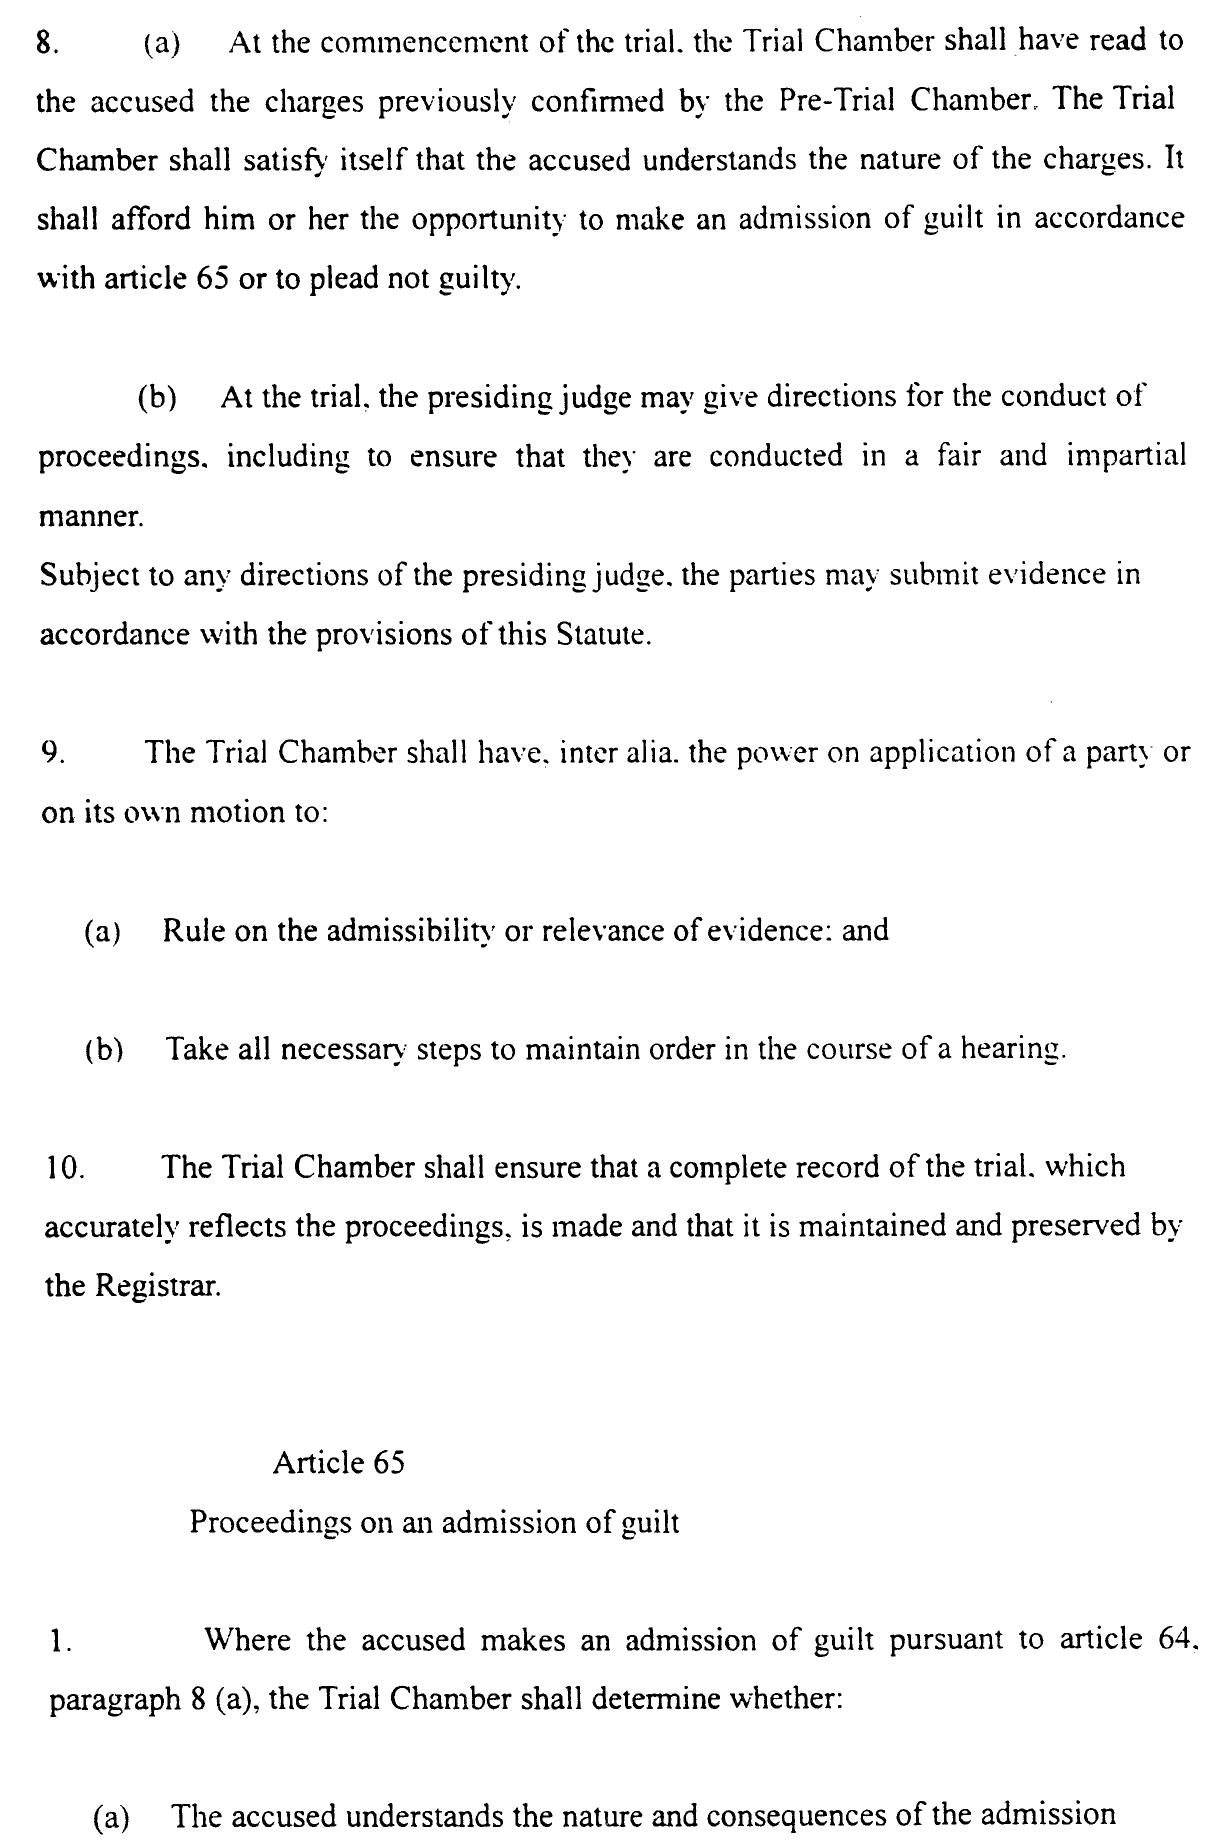 8. (a) At the commencement of the trial, the Trial Chamber shall have read to
the accused the charges previously confirmed by the Pre-Trial Chamber. The Trial
Chamber shall satisfy itself that the accused understands the nature of the charges. It
shall afford him or her the opportunity to make an admission of guilt in accordance
with article 65 or to plead not guilty.
(b) At the trial, the presiding judge may give directions for the conduct of
proceedings, including to ensure that they are conducted in a fair and impartial
manner.
Subject to any directions of the presiding judge, the parties may submit evidence in
accordance with the provisions of this Statute.
9. The Trial Chamber shall have, inter alia, the power on application of a party or
on its own motion to:
(a) Rule on the admissibility or relevance of evidence; and
(b) Take all necessary steps to maintain order in the course of a hearing.
10. The Trial Chamber shall ensure that a complete record of the trial, which
accurately reflects the proceedings, is made and that it is maintained and preserved by
the Registrar.
Article 65
Proceedings on an admission of guilt
1. Where the accused makes an admission of guilt pursuant to article 64,
paragraph 8 (a), the Trial Chamber shall determine whether:
(a) The accused understands the nature and consequences of the admission